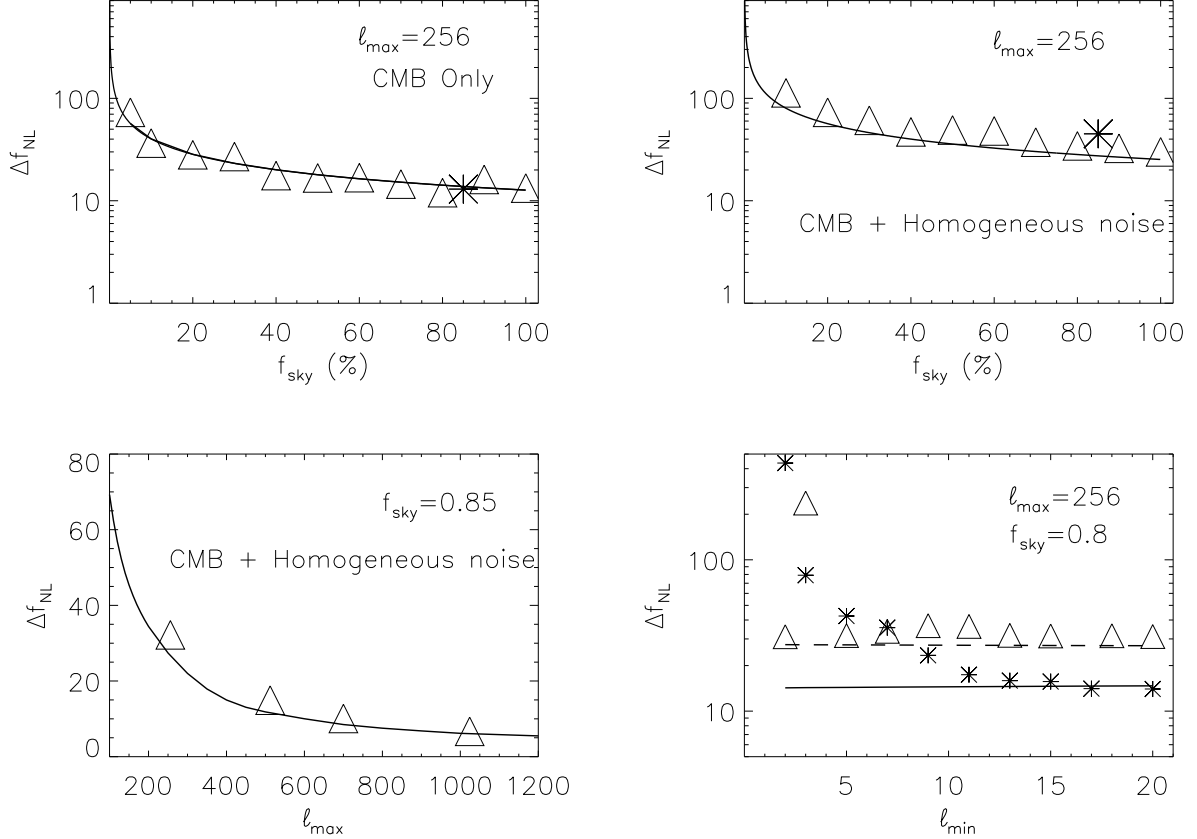 ℓmax=256
CMB Only
ΔfNL
100
10
1
20 40 60 80 100
fsky (%)
ℓmax=256
CMB + Homogeneous noise
ΔfNL
100
10
1
20 40 60 80 100
fsky (%)
fsky=0.85
CMB + Homogeneous noise
ΔfNL
80
60
40
20
0
200 400 600 800 1000 1200
ℓmax
ℓmax=256
fsky=0.8
ΔfNL
100
10
5 10 15 20
ℓmin